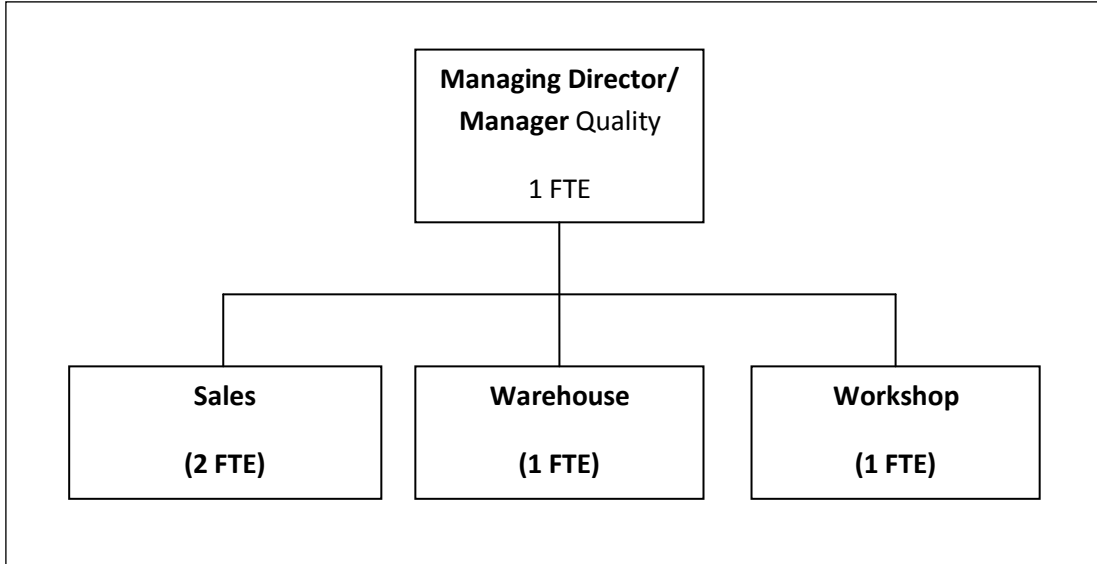 Managing Director/
Manager Quality
1 FTE
Sales
(2 FTE)
Warehouse
(1 FTE)
Workshop
(1 FTE)